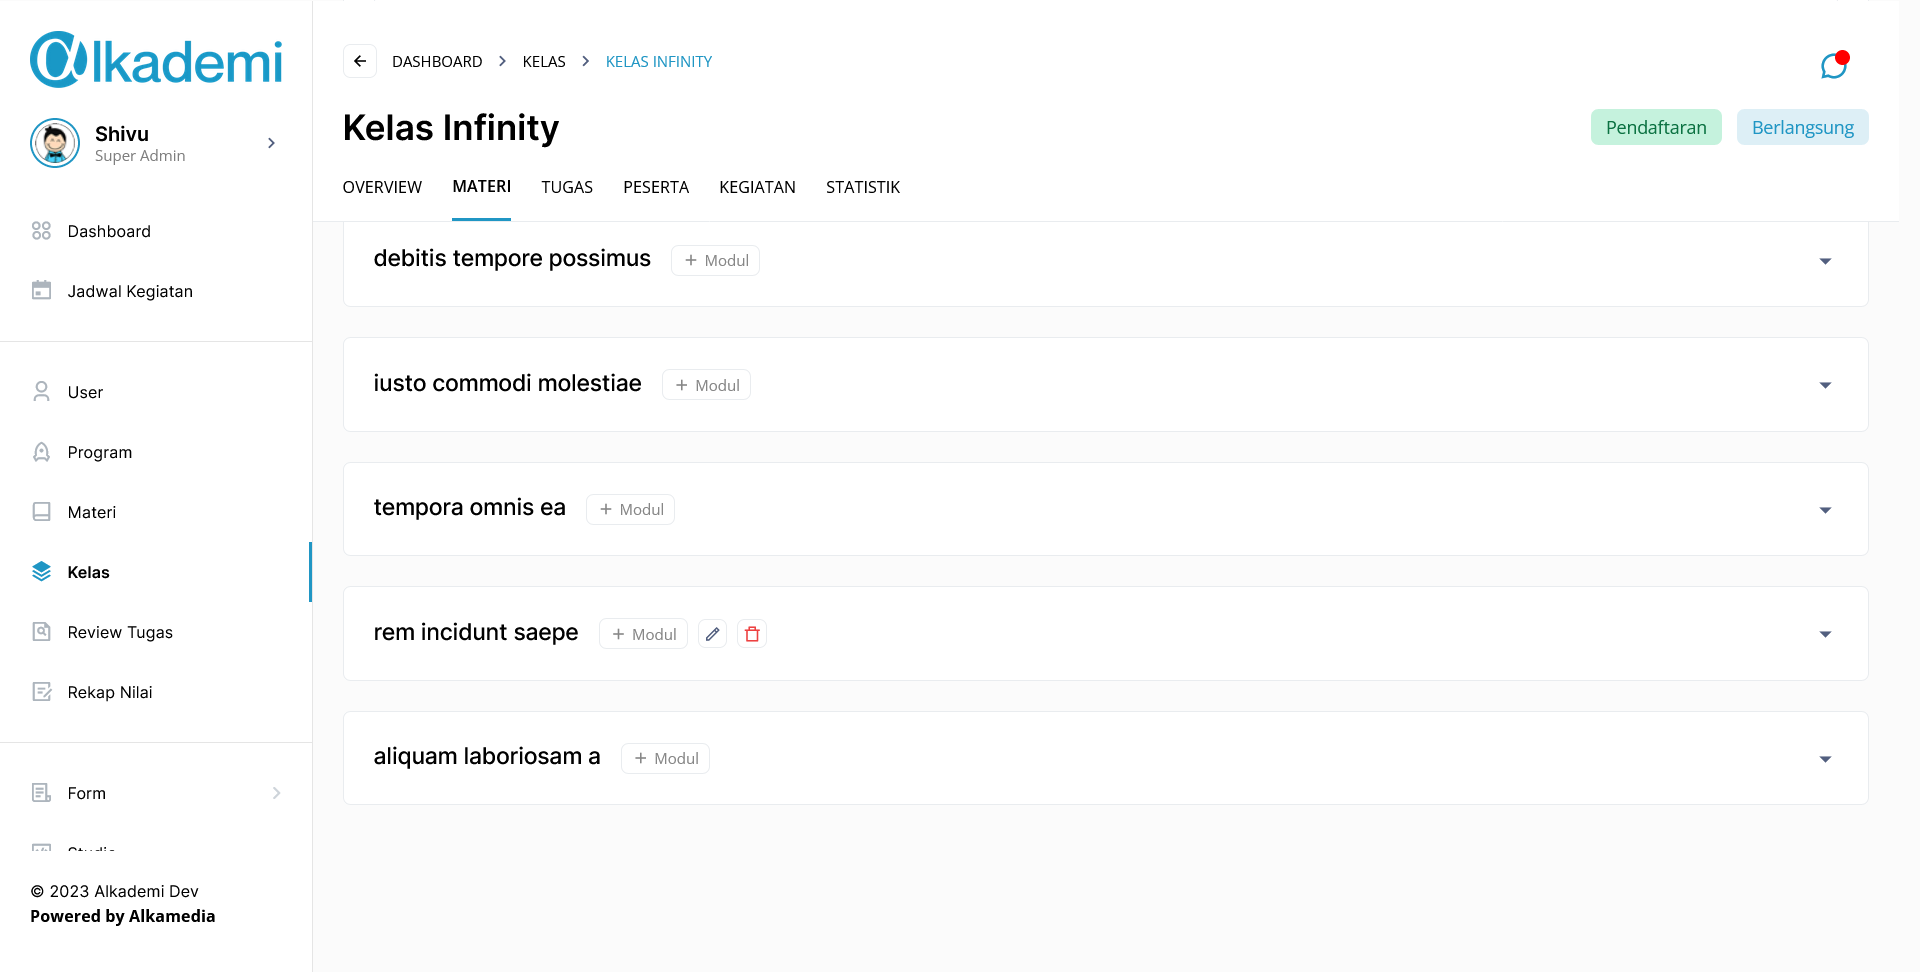 alkademi
Shivu
Super Admin
Dashboard
Jadwal Kegiatan
User
Program
Materi
Kelas
Review Tugas
Rekap Nilai
Form
Studio
© 2023 Alkademi Dev
Powered by Alkamedia
DASHBOARD > KELAS > KELAS INFINITY
Kelas Infinity
Pendaftaran Berlangsung
OVERVIEW MATERI TUGAS PESERTA KEGIATAN STATISTIK
debitis tempore possimus + Modul
iusto commodi molestiae + Modul
tempora omnis ea + Modul
rem incidunt saepe + Modul
aliquam laboriosam a + Modul